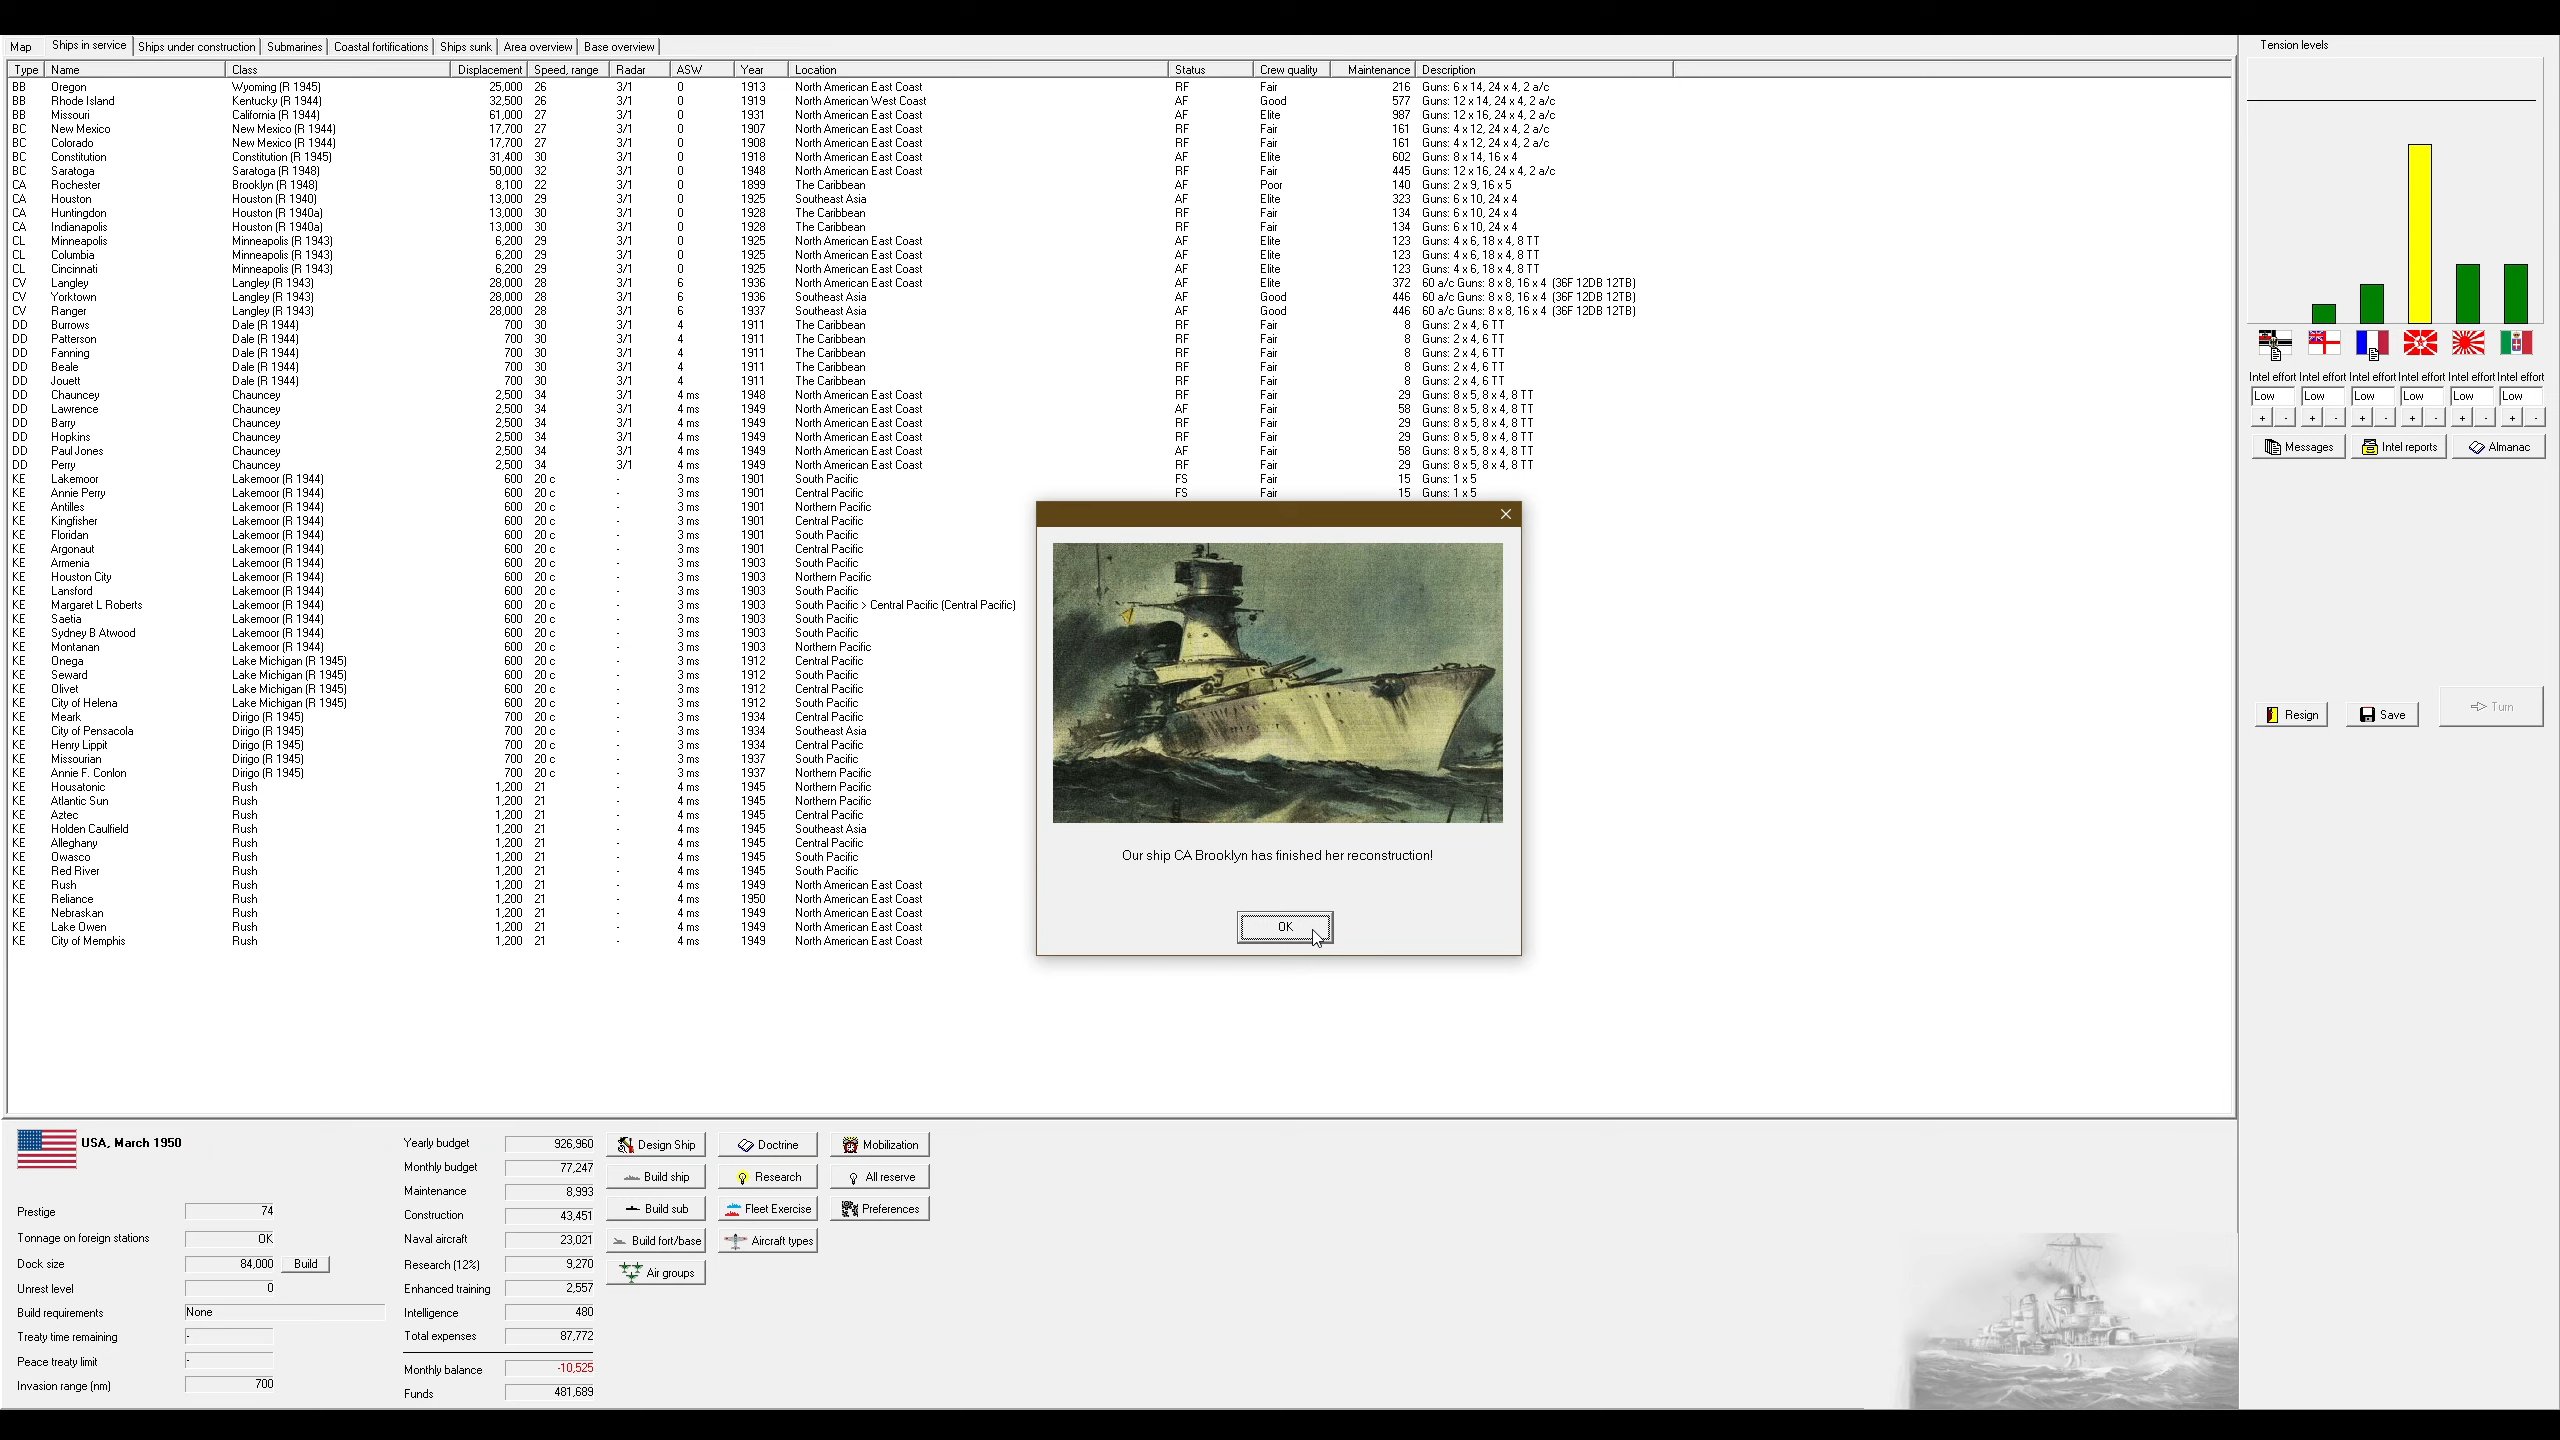 Map Ships in service Ships under construction Submarines Coastal fortifications Ships sunk Area overview Base overview
Type Name Class Displacement Speed, range Radar ASW Year Location Status Crew quality Maintenance Description
BB Oregon Wyoming (R 1945) 25,000 26 3/1 0 1913 North American East Coast RF Fair 216 Guns: 6 x 14, 24 x 4, 2 a/c
BB Rhode Island Kentucky (R 1944) 32,500 26 3/1 0 1919 North American West Coast AF Good 577 Guns: 12 x 14, 24 x 4, 2 a/c
BB Missouri California (R 1944) 61,000 27 3/1 0 1931 North American East Coast AF Elite 987 Guns: 12 x 16, 24 x 4, 2 a/c
BC New Mexico New Mexico (R 1944) 17,700 27 3/1 0 1907 North American East Coast RF Fair 161 Guns: 4 x 12, 24 x 4, 2 a/c
BC Colorado New Mexico (R 1944) 17,700 27 3/1 0 1908 North American East Coast RF Fair 161 Guns: 4 x 12, 24 x 4, 2 a/c
BC Constitution Constitution (R 1945) 31,400 30 3/1 0 1918 North American East Coast AF Elite 602 Guns: 8 x 14, 16 x 4
BC Saratoga Saratoga (R 1948) 50,000 32 3/1 0 1948 North American East Coast RF Fair 445 Guns: 12 x 16, 24 x 4, 2 a/c
CA Rochester Brooklyn (R 1948) 8,100 22 3/1 0 1899 The Caribbean AF Poor 140 Guns: 2 x 9, 16 x 5
CA Houston Houston (R 1940) 13,000 29 3/1 0 1925 Southeast Asia AF Elite 323 Guns: 6 x 10, 24 x 4
CA Huntingdon Houston (R 1940a) 13,000 30 3/1 0 1928 The Caribbean RF Fair 134 Guns: 6 x 10, 24 x 4
CA Indianapolis Houston (R 1940a) 13,000 30 3/1 0 1928 The Caribbean RF Fair 134 Guns: 6 x 10, 24 x 4
CL Minneapolis Minneapolis (R 1943) 6,200 29 3/1 0 1925 North American East Coast AF Elite 123 Guns: 4 x 6, 18 x 4, 8 TT
CL Columbia Minneapolis (R 1943) 6,200 29 3/1 0 1925 North American East Coast AF Elite 123 Guns: 4 x 6, 18 x 4, 8 TT
CL Cincinnati Minneapolis (R 1943) 6,200 29 3/1 0 1925 North American East Coast AF Elite 123 Guns: 4 x 6, 18 x 4, 8 TT
CV Langley Langley (R 1943) 28,000 28 3/1 6 1936 North American East Coast AF Elite 372 60 a/c Guns: 8 x 8, 16 x 4 (36F 12DB 12TB)
CV Yorktown Langley (R 1943) 28,000 28 3/1 6 1936 Southeast Asia AF Good 446 60 a/c Guns: 8 x 8, 16 x 4 (36F 12DB 12TB)
CV Ranger Langley (R 1943) 28,000 28 3/1 6 1937 Southeast Asia AF Good 446 60 a/c Guns: 8 x 8, 16 x 4 (36F 12DB 12TB)
DD Burrows Dale (R 1944) 700 30 3/1 4 1911 The Caribbean RF Fair 8 Guns: 2 x 4, 6 TT
DD Patterson Dale (R 1944) 700 30 3/1 4 1911 The Caribbean RF Fair 8 Guns: 2 x 4, 6 TT
DD Fanning Dale (R 1944) 700 30 3/1 4 1911 The Caribbean RF Fair 8 Guns: 2 x 4, 6 TT
DD Beale Dale (R 1944) 700 30 3/1 4 1911 The Caribbean RF Fair 8 Guns: 2 x 4, 6 TT
DD Jouett Dale (R 1944) 700 30 3/1 4 1911 The Caribbean RF Fair 8 Guns: 2 x 4, 6 TT
DD Chauncey Chauncey 2,500 34 3/1 4 ms 1948 North American East Coast RF Fair 29 Guns: 8 x 5, 8 x 4, 8 TT
DD Lawrence Chauncey 2,500 34 3/1 4 ms 1949 North American East Coast AF Fair 58 Guns: 8 x 5, 8 x 4, 8 TT
DD Barry Chauncey 2,500 34 3/1 4 ms 1949 North American East Coast RF Fair 29 Guns: 8 x 5, 8 x 4, 8 TT
DD Hopkins Chauncey 2,500 34 3/1 4 ms 1949 North American East Coast RF Fair 29 Guns: 8 x 5, 8 x 4, 8 TT
DD Paul Jones Chauncey 2,500 34 3/1 4 ms 1949 North American East Coast AF Fair 58 Guns: 8 x 5, 8 x 4, 8 TT
DD Perry Chauncey 2,500 34 3/1 4 ms 1949 North American East Coast RF Fair 29 Guns: 8 x 5, 8 x 4, 8 TT
KE Lakemoor Lakemoor (R 1944) 600 20 c - 3 ms 1901 South Pacific FS Fair 15 Guns: 1 x 5
KE Annie Perry Lakemoor (R 1944) 600 20 c - 3 ms 1901 Central Pacific FS Fair 15 Guns: 1 x 5
KE Antilles Lakemoor (R 1944) 600 20 c - 3 ms 1901 Northern Pacific
KE Kingfisher Lakemoor (R 1944) 600 20 c - 3 ms 1901 Central Pacific
KE Floridan Lakemoor (R 1944) 600 20 c - 3 ms 1901 South Pacific
KE Argonaut Lakemoor (R 1944) 600 20 c - 3 ms 1901 Central Pacific
KE Armenia Lakemoor (R 1944) 600 20 c - 3 ms 1903 South Pacific
KE Houston City Lakemoor (R 1944) 600 20 c - 3 ms 1903 Northern Pacific
KE Lansford Lakemoor (R 1944) 600 20 c - 3 ms 1903 South Pacific
KE Margaret L Roberts Lakemoor (R 1944) 600 20 c - 3 ms 1903 South Pacific > Central Pacific (Central Pacific)
KE Saetia Lakemoor (R 1944) 600 20 c - 3 ms 1903 South Pacific
KE Sydney B Atwood Lakemoor (R 1944) 600 20 c - 3 ms 1903 South Pacific
KE Montanan Lakemoor (R 1944) 600 20 c - 3 ms 1903 Northern Pacific
KE Onega Lake Michigan (R 1945) 600 20 c - 3 ms 1912 Central Pacific
KE Seward Lake Michigan (R 1945) 600 20 c - 3 ms 1912 South Pacific
KE Olivet Lake Michigan (R 1945) 600 20 c - 3 ms 1912 Central Pacific
KE City of Helena Lake Michigan (R 1945) 600 20 c - 3 ms 1912 South Pacific
KE Meark Dirigo (R 1945) 700 20 c - 3 ms 1934 Central Pacific
KE City of Pensacola Dirigo (R 1945) 700 20 c - 3 ms 1934 Southeast Asia
KE Henry Lippit Dirigo (R 1945) 700 20 c - 3 ms 1934 Central Pacific
KE Missourian Dirigo (R 1945) 700 20 c - 3 ms 1937 South Pacific
KE Annie F. Conlon Dirigo (R 1945) 700 20 c - 3 ms 1937 Northern Pacific
KE Housatonic Rush 1,200 21 - 4 ms 1945 Northern Pacific
KE Atlantic Sun Rush 1,200 21 - 4 ms 1945 Northern Pacific
KE Aztec Rush 1,200 21 - 4 ms 1945 Central Pacific
KE Holden Caulfield Rush 1,200 21 - 4 ms 1945 Southeast Asia
KE Alleghany Rush 1,200 21 - 4 ms 1945 Central Pacific
KE Owasco Rush 1,200 21 - 4 ms 1945 South Pacific
KE Red River Rush 1,200 21 - 4 ms 1945 South Pacific
KE Rush Rush 1,200 21 - 4 ms 1949 North American East Coast
KE Reliance Rush 1,200 21 - 4 ms 1950 North American East Coast
KE Nebraskan Rush 1,200 21 - 4 ms 1949 North American East Coast
KE Lake Owen Rush 1,200 21 - 4 ms 1949 North American East Coast
KE City of Memphis Rush 1,200 21 - 4 ms 1949 North American East Coast
Our ship CA Brooklyn has finished her reconstruction!
OK
Tension levels
Intel effort Intel effort Intel effort Intel effort Intel effort Intel effort
Low Low Low Low Low Low
+ - + - + - + - + - + -
Messages Intel reports Almanac
Resign Save Turn
USA, March 1950
Prestige 74
Tonnage on foreign stations OK
Dock size 84,000 Build
Unrest level 0
Build requirements None
Treaty time remaining -
Peace treaty limit -
Invasion range (nm) 700
Yearly budget 926,960
Monthly budget 77,247
Maintenance 8,993
Construction 43,451
Naval aircraft 23,021
Research (12%) 9,270
Enhanced training 2,557
Intelligence 480
Total expenses 87,772
Monthly balance -10,525
Funds 481,689
Design Ship Doctrine Mobilization
Build ship Research All reserve
Build sub Fleet Exercise Preferences
Build fort/base Aircraft types
Air groups